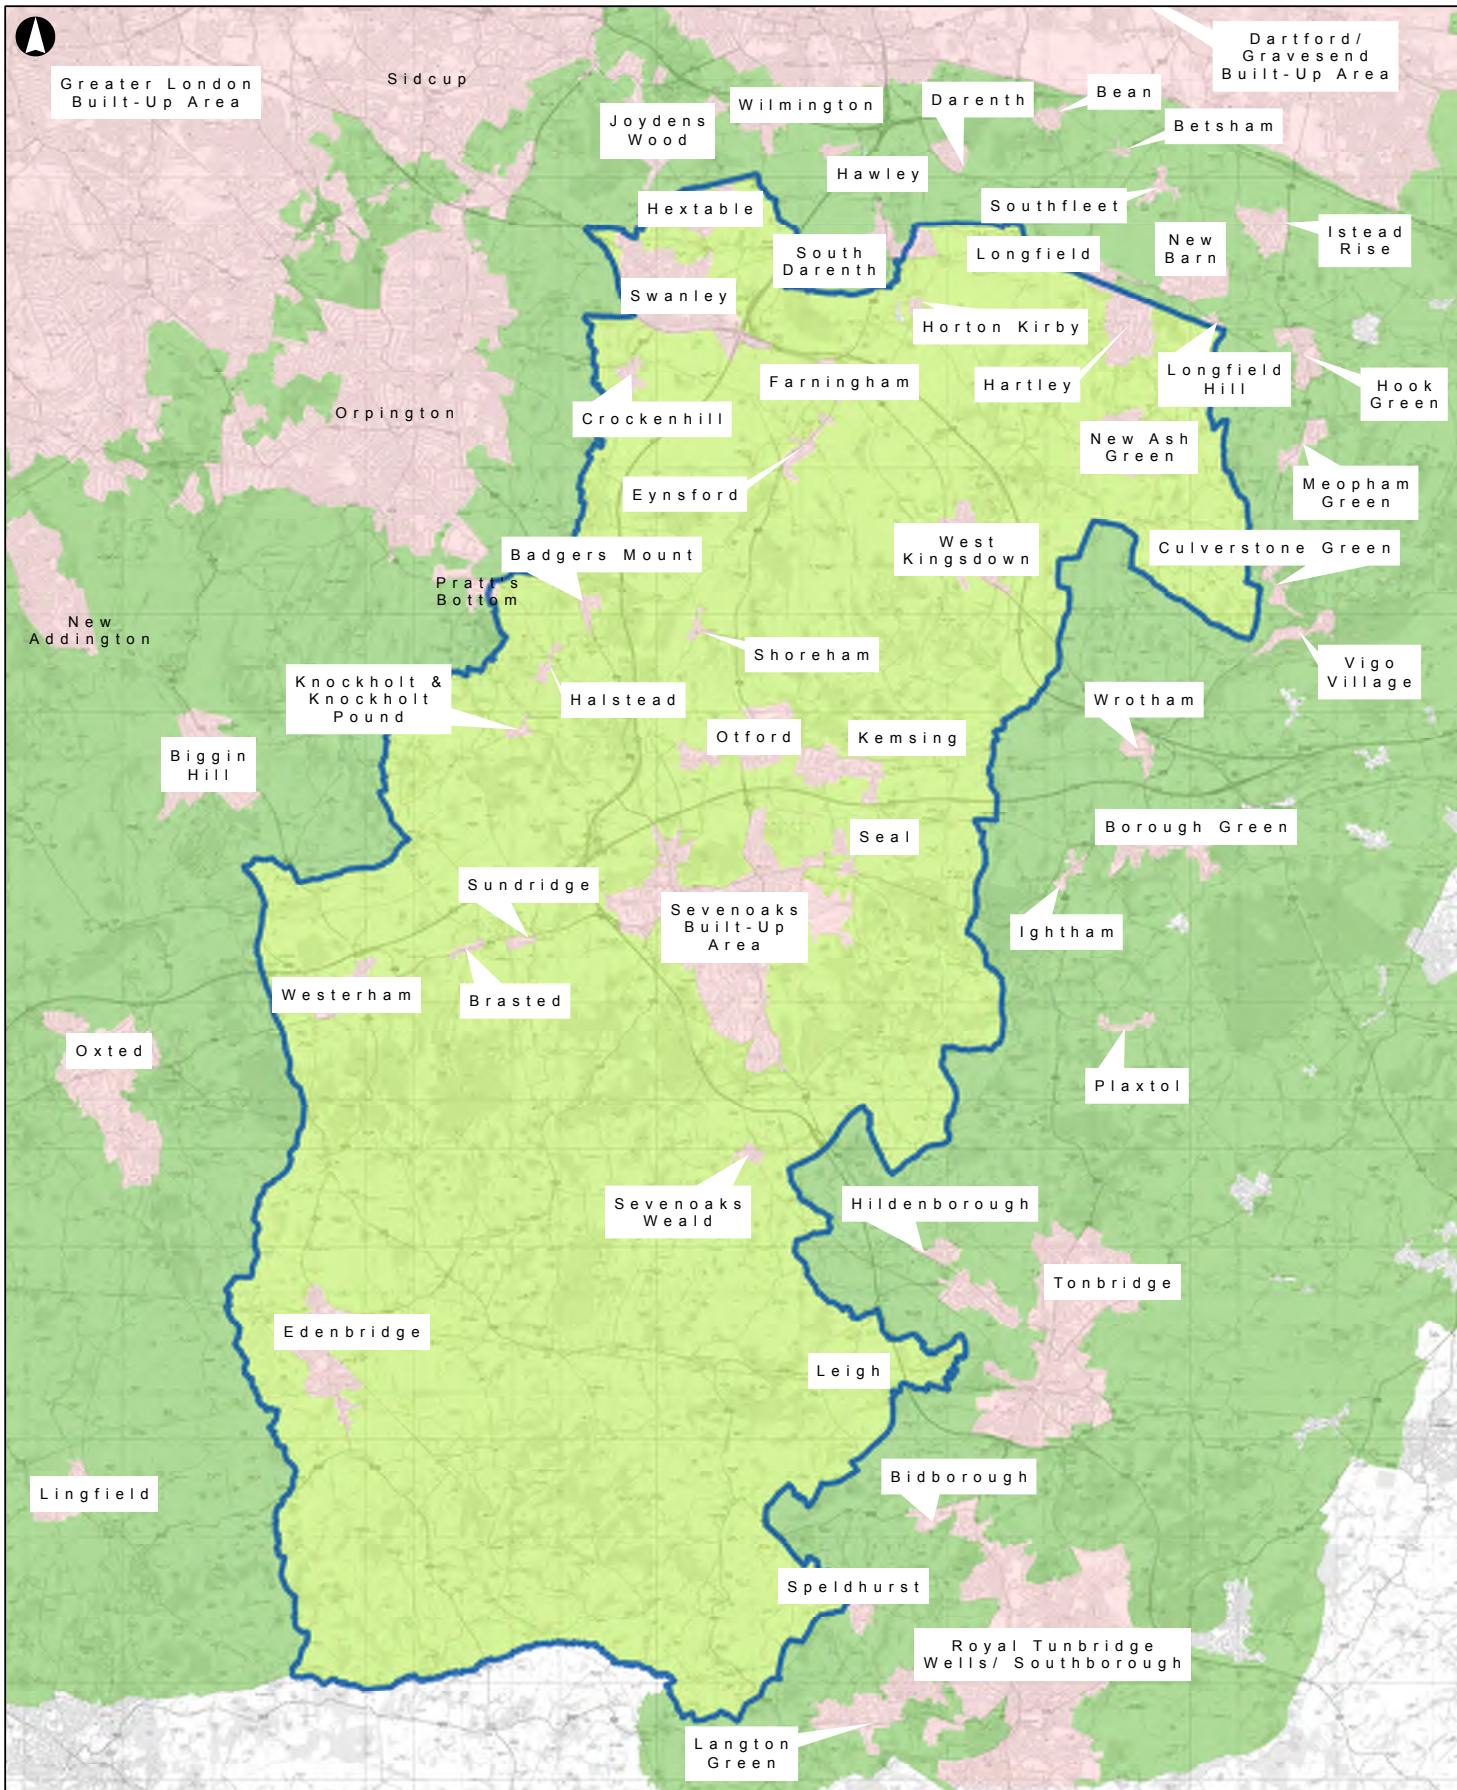 Dartford/
Gravesend
Built-Up Area
Greater London
Built-Up Area
Sidcup
Bean
Darenth
Wilmington
Joydens
Wood
Betsham
Hawley
Southfleet
Hextable
Istead
Rise
New
Barn
South
Darenth
Longfield
Swanley
Horton Kirby
Farningham
Hartley
Longfield
Hill
Hook
Green
Orpington
Crockenhill
New Ash
Green
Eynsford
Meopham
Green
West
Kingsdown
Culverstone Green
Badgers Mount
Pratt's
Bottom
New
Addington
Shoreham
Vigo
Village
Knockholt &
Knockholt
Pound
Halstead
Wrotham
Otford
Kemsing
Biggin
Hill
Borough Green
Seal
Sundridge
Sevenoaks
Built-Up
Area
Ightham
Westerham
Brasted
Oxted
Plaxtol
Sevenoaks
Weald
Hildenborough
Tonbridge
Edenbridge
Leigh
Bidborough
Lingfield
Speldhurst
Royal Tunbridge
Wells/ Southborough
Langton
Green